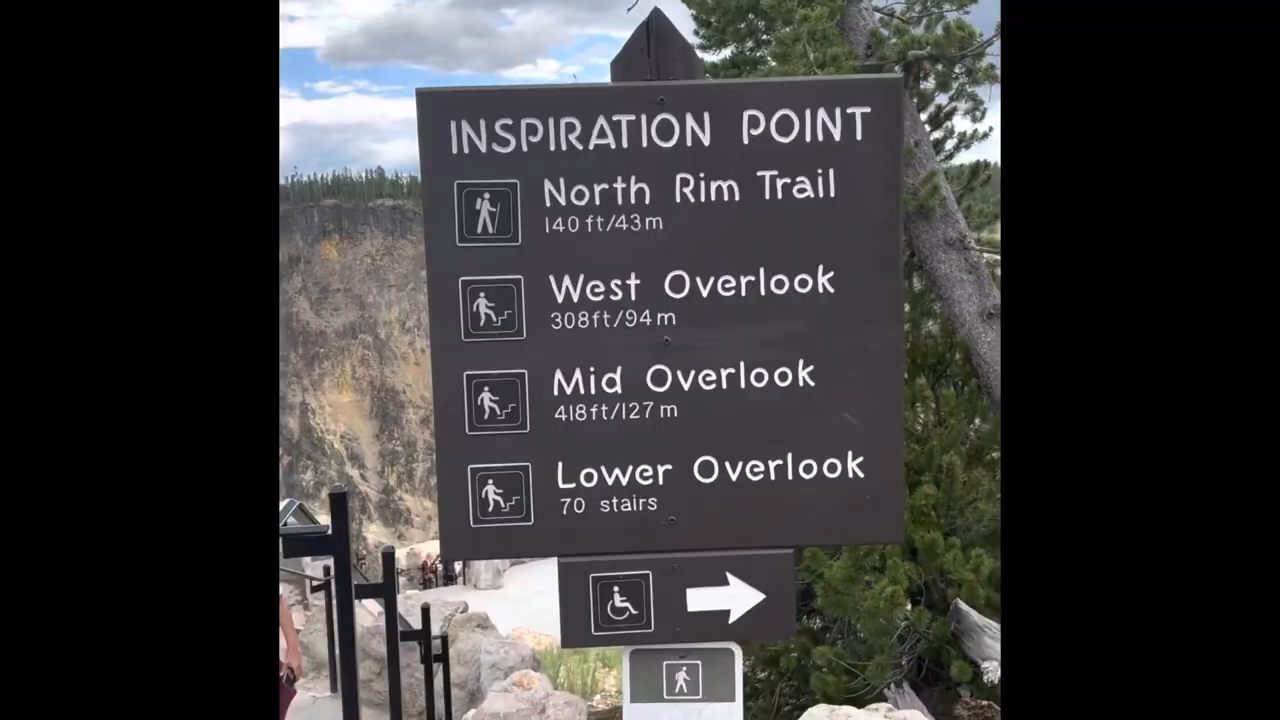 INSPIRATION POINT
North Rim Trail
140 ft/43m
West Overlook
308ft/94m
Mid Overlook
418ft/127m
Lower Overlook
70 stairs